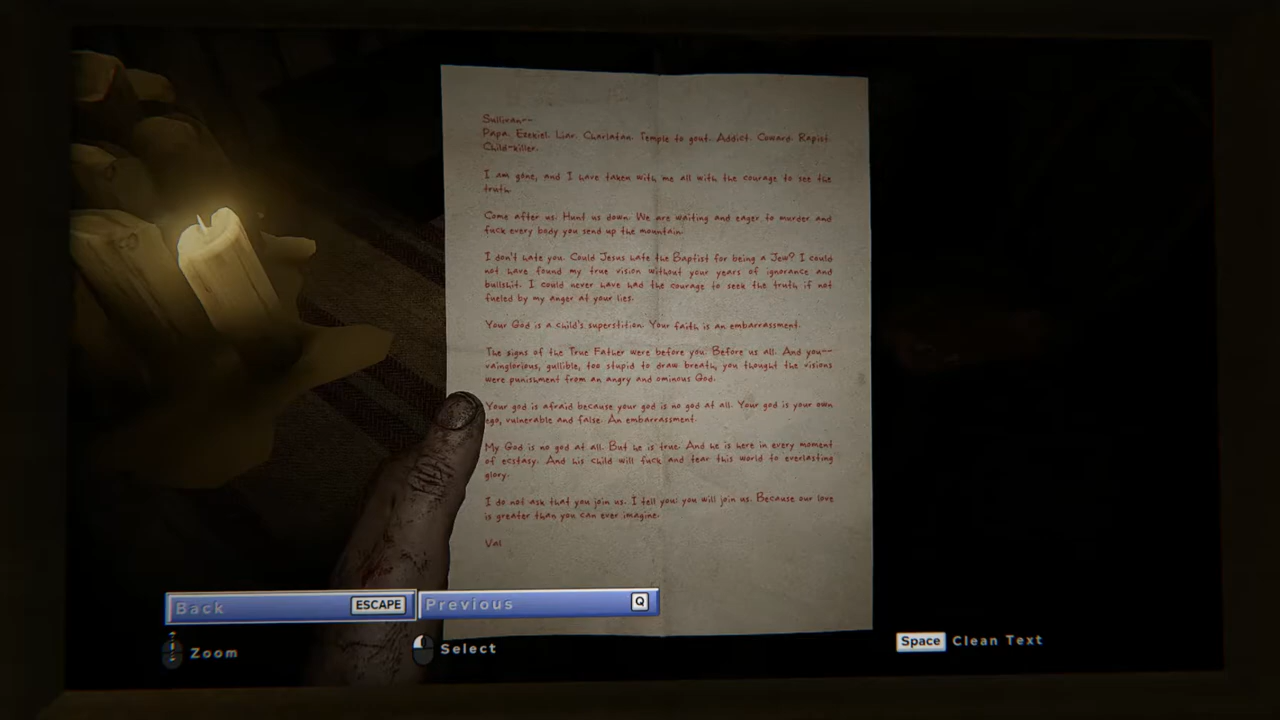 Sullivan--
Papa. Ezekiel. Liar. Charlatan. Temple to gout. Addict. Coward. Rapist.
Child-killer.
I am gone, and I have taken with me all with the courage to see the
truth.
Come after us. Hunt us down. We are waiting and eager to murder and
fuck every body you send up the mountain.
I don't hate you. Could Jesus hate the Baptist for being a Jew? I could
not have found my true vision without your years of ignorance and
bullshit. I could never have had the courage to seek the truth if not
fueled by my anger at your lies.
Your God is a child's superstition. Your faith is an embarrassment.
The signs of the True Father were before you. Before us all. And you--
vainglorious, gullible, too stupid to draw breath, you thought the visions
were punishment from an angry and ominous God.
Your god is afraid because your god is no god at all. Your god is your own
ego, vulnerable and false. An embarrassment.
My God is no god at all. But he is true. And he is here in every moment
of ecstasy. And his child will fuck and tear this world to everlasting
glory.
I do not ask that you join us. I tell you: you will join us. Because our love
is greater than you can ever imagine.
Val
Back ESCAPE Previous Q
Zoom Select Space Clean Text